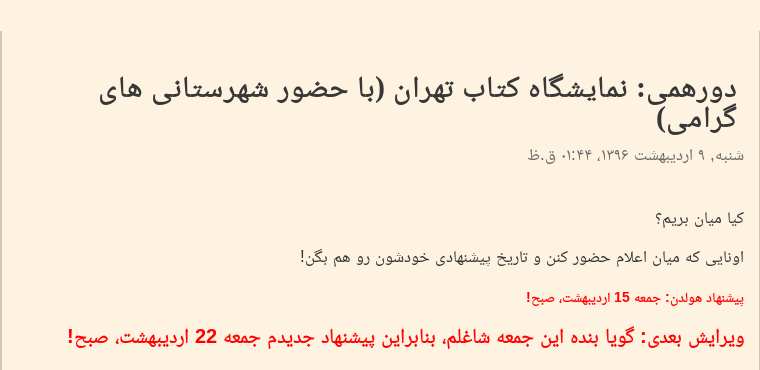 دورهمی: نمایشگاه کتاب تهران (با حضور شهرستانی های
گرامی)
شنبه, ۹ ارديبهشت ۱۳۹۶، ۰۱:۴۴ ق.ظ
کیا میان بریم؟
اونایی که میان اعلام حضور کنن و تاریخ پیشنهادی خودشون رو هم بگن!
پیشنهاد هولدن: جمعه 15 اردیبهشت، صبح!
ویرایش بعدی: گویا بنده این جمعه شاغلم، بنابراین پیشنهاد جدیدم جمعه 22 اردیبهشت، صبح!